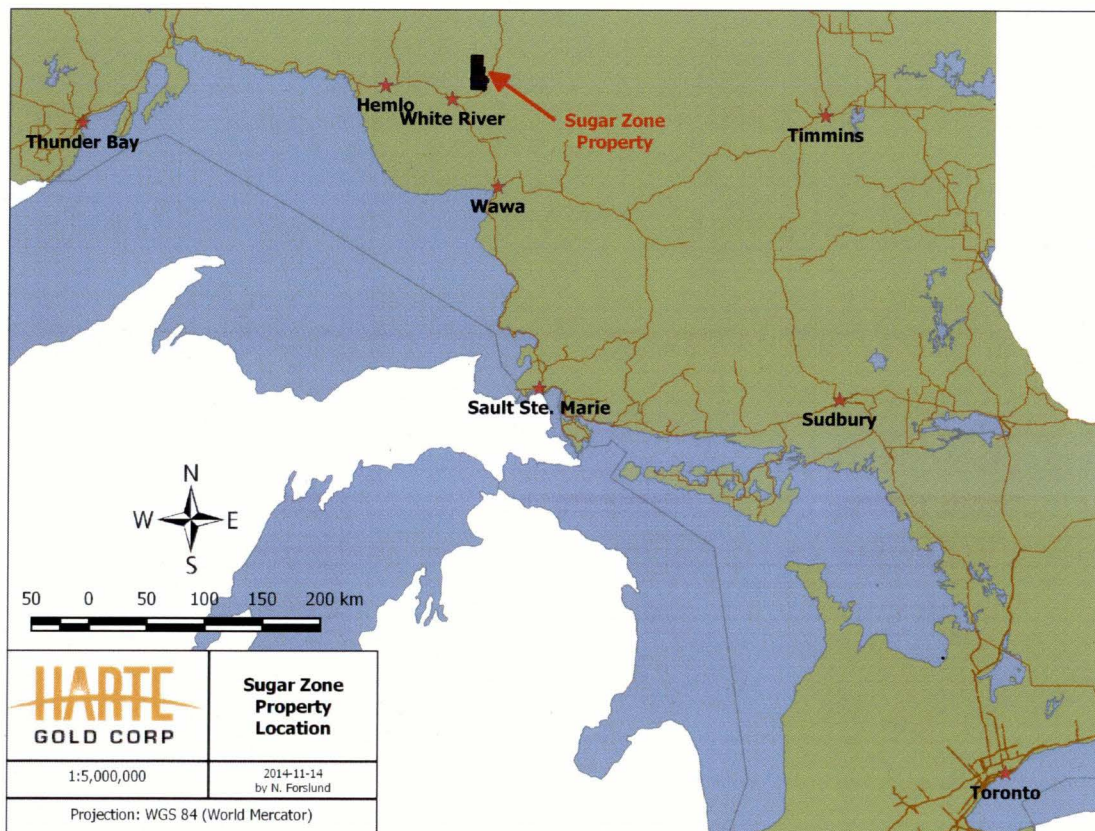 Hemlo
White River
Thunder Bay
Sugar Zone
Property
Timmins
Wawa
Sault Ste. Marie
Sudbury
N
W E
S
50 0 50 100 150 200 km
HARTE
GOLD CORP
Sugar Zone
Property
Location
1:5,000,000
2014-11-14
by N. Forslund
Projection: WGS 84 (World Mercator)
Toronto